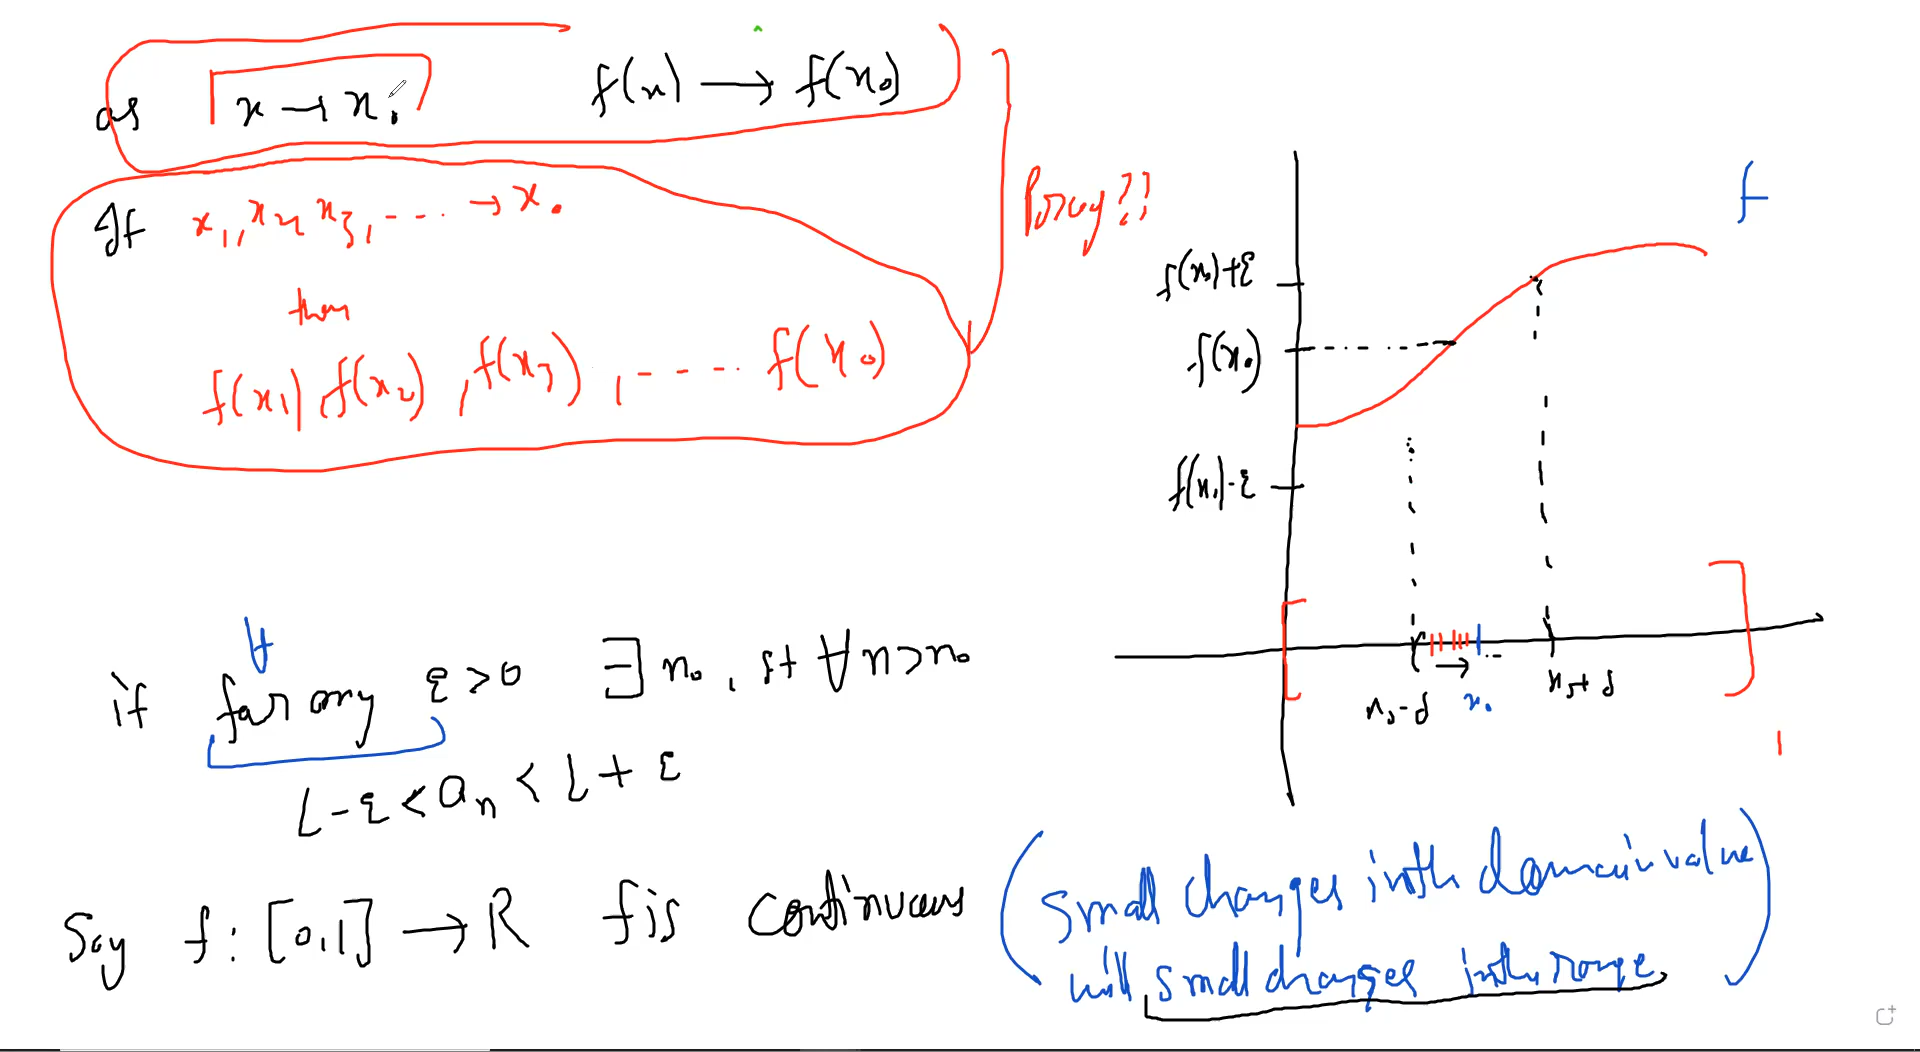 as x → x₀ f(x) → f(x₀)
If x₁, x₂ x₃, ---- → x₀
then
f(x₁), f(x₂), f(x₃), ----- f(x₀)
??
f
f(x₀)+ε
f(x₀)
f(x₀)-ε
x₀-δ x₀ x₀+δ
1
∀
if for any ε>0 ∃ n₀, st ∀n>n₀
L-ε < aₙ < L+ε
Say f: [0,1] → R f is continuous
(small changes in the domain value
will small changes in the range)